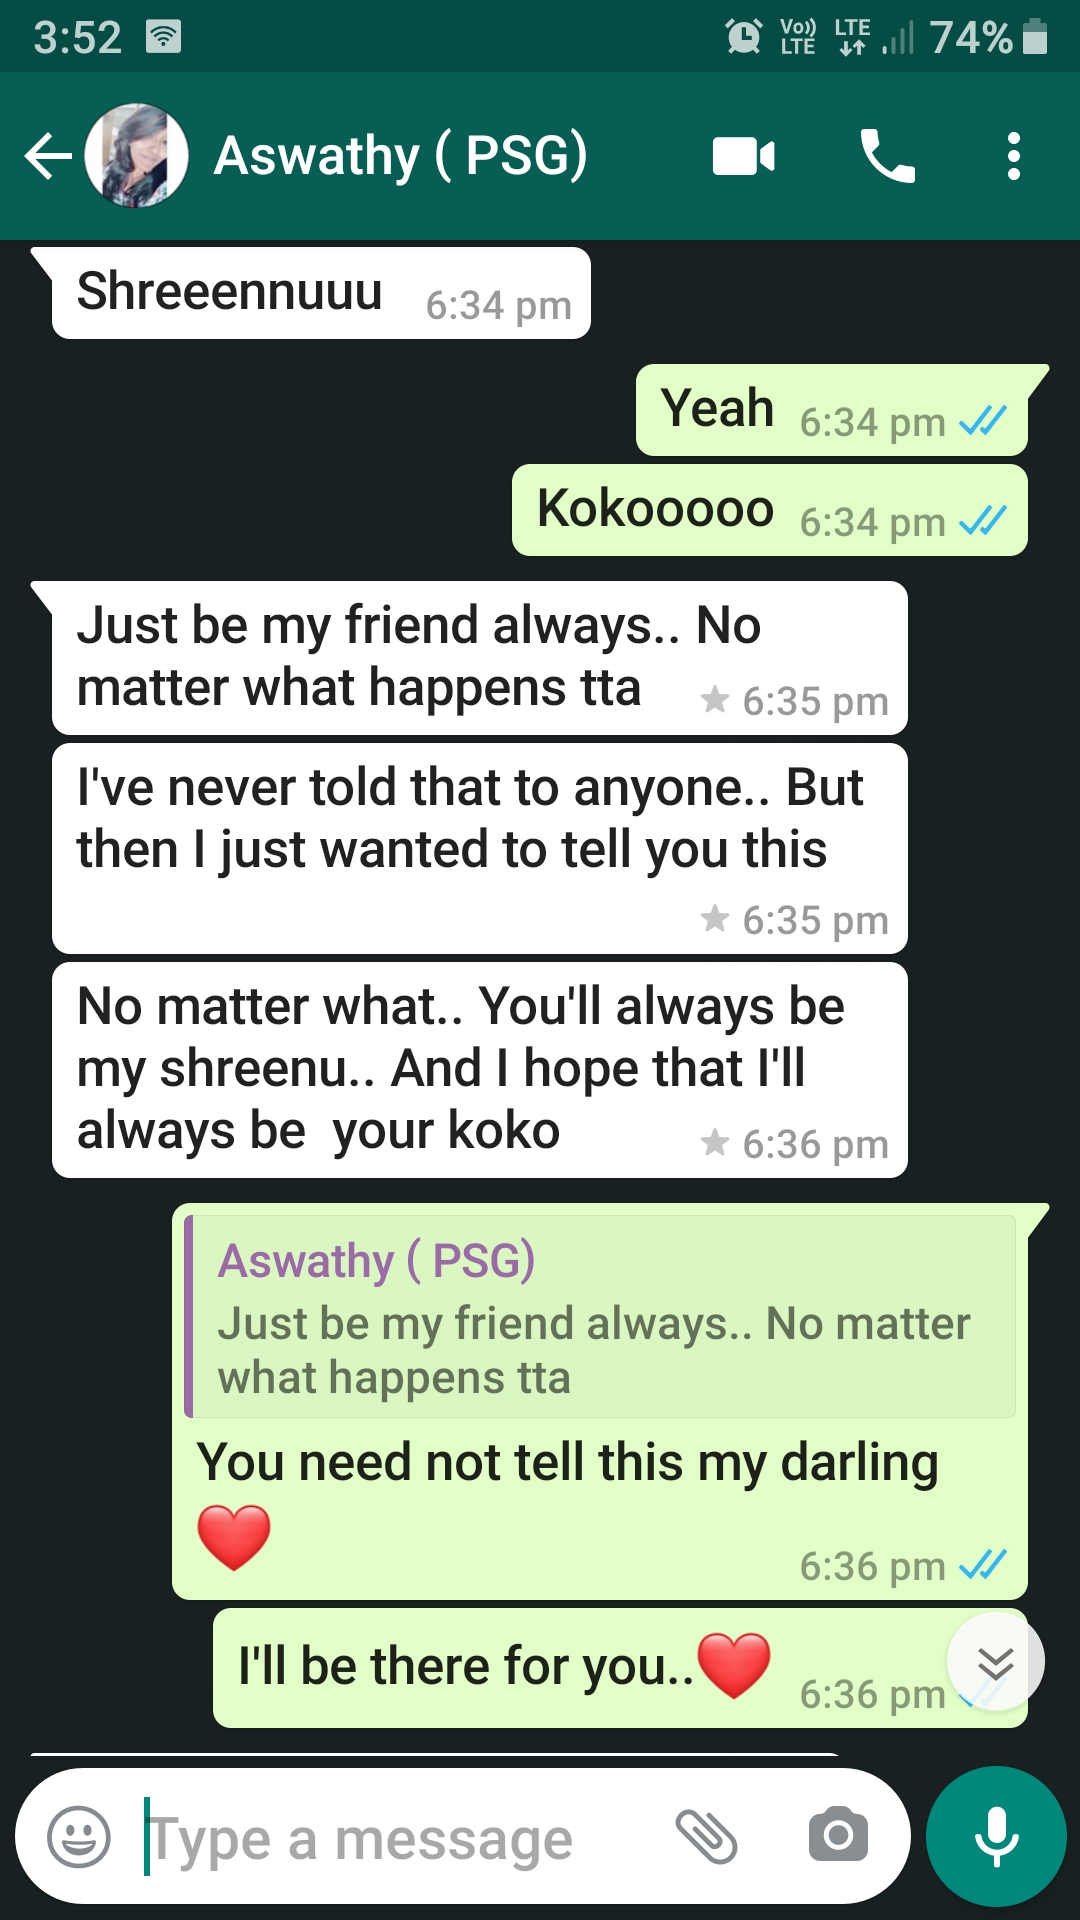 3:52 Vo)) LTE LTE 74%
Aswathy ( PSG)
Shreeennuuu 6:34 pm
Yeah 6:34 pm
Kokooooo 6:34 pm
Just be my friend always.. No
matter what happens tta 6:35 pm
I've never told that to anyone.. But
then I just wanted to tell you this
6:35 pm
No matter what.. You'll always be
my shreenu.. And I hope that I'll
always be  your koko 6:36 pm
Aswathy ( PSG)
Just be my friend always.. No matter
what happens tta
You need not tell this my darling
❤️
6:36 pm
I'll be there for you..❤️ 6:36 pm
Type a message